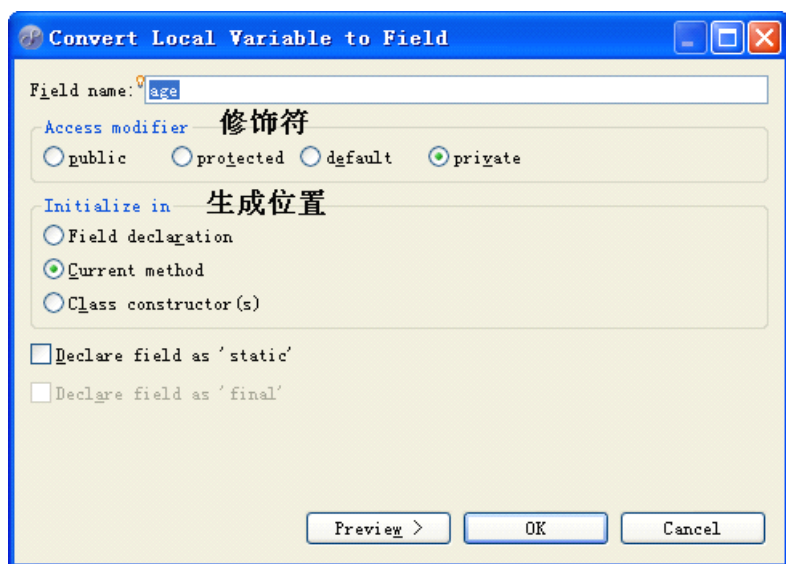 Convert Local Variable to Field
Field name: age
Access modifier 修饰符
public protected default private
Initialize in 生成位置
Field declaration
Current method
Class constructor(s)
Declare field as 'static'
Declare field as 'final'
Preview > OK Cancel